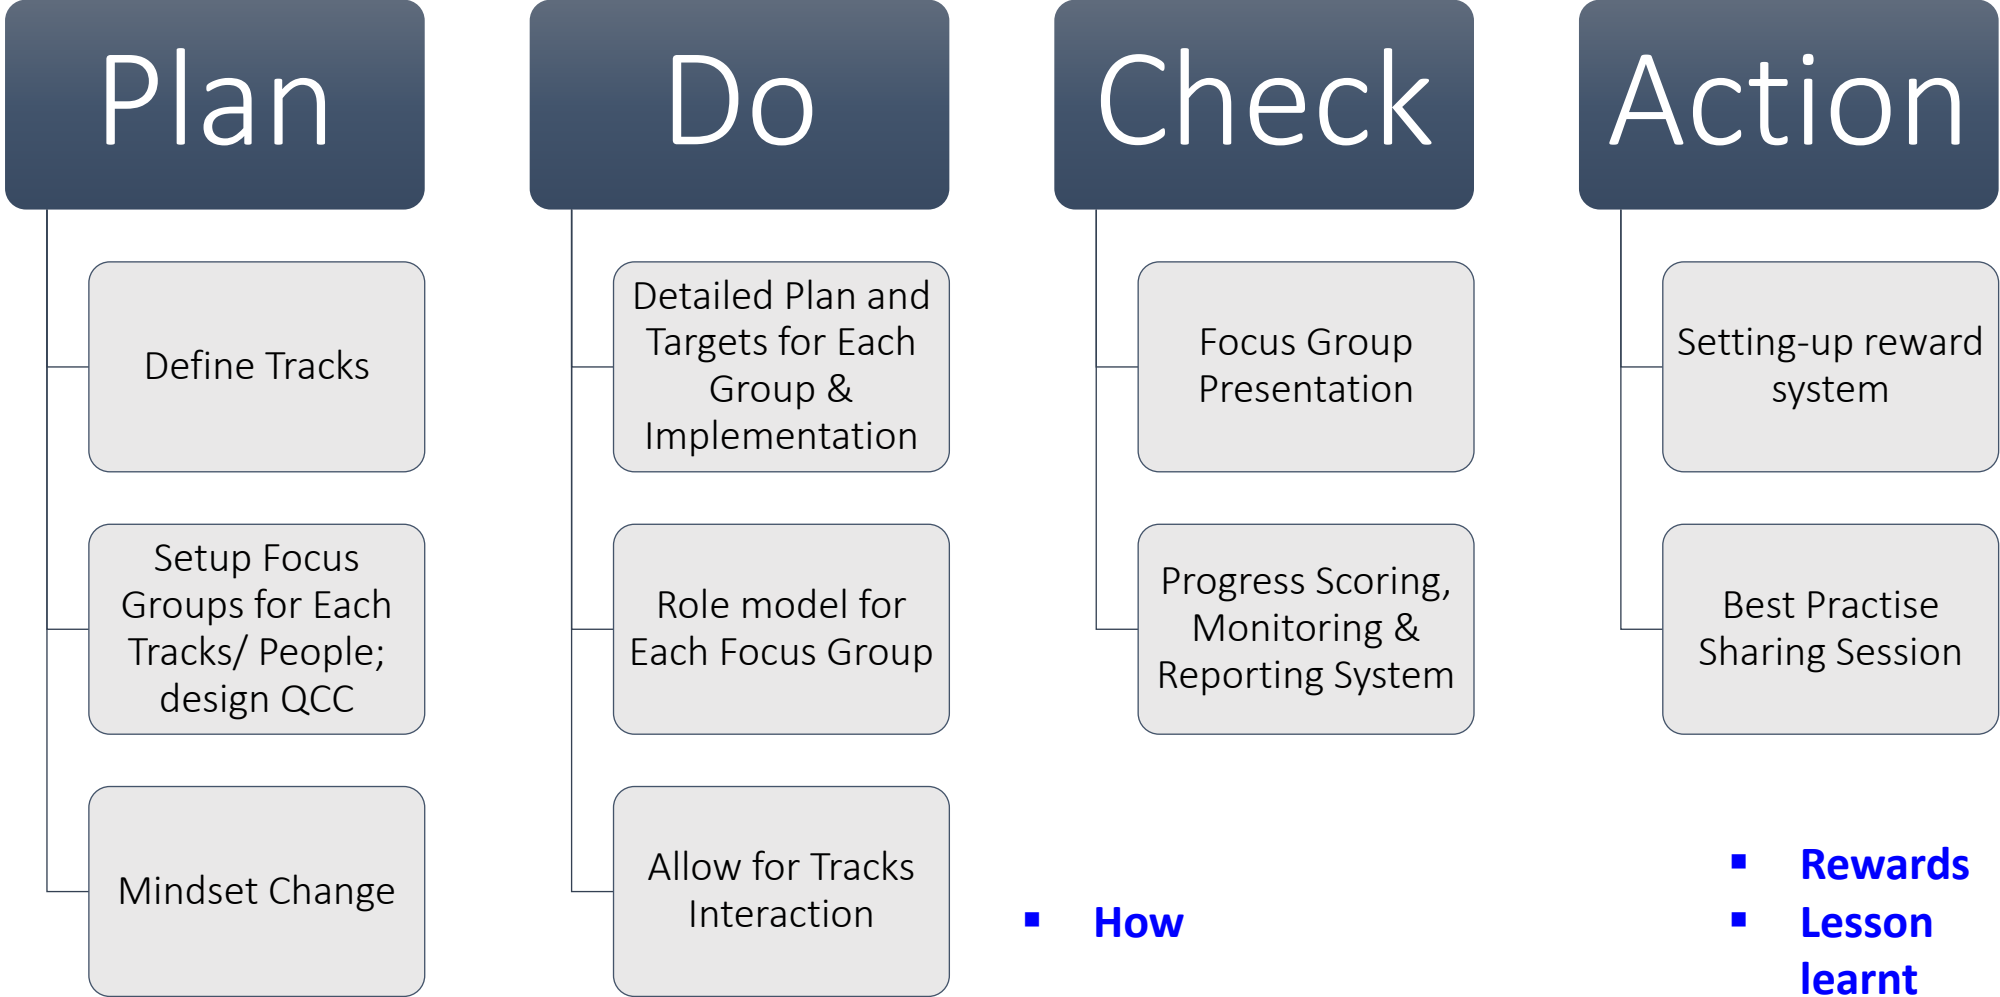 Plan
Define Tracks
Setup Focus
Groups for Each
Tracks/ People;
design QCC
Mindset Change
Do
Detailed Plan and
Targets for Each
Group &
Implementation
Role model for
Each Focus Group
Allow for Tracks
Interaction
Check
Focus Group
Presentation
Progress Scoring,
Monitoring &
Reporting System
▪ How
Action
Setting-up reward
system
Best Practise
Sharing Session
▪ Rewards
▪ Lesson
learnt